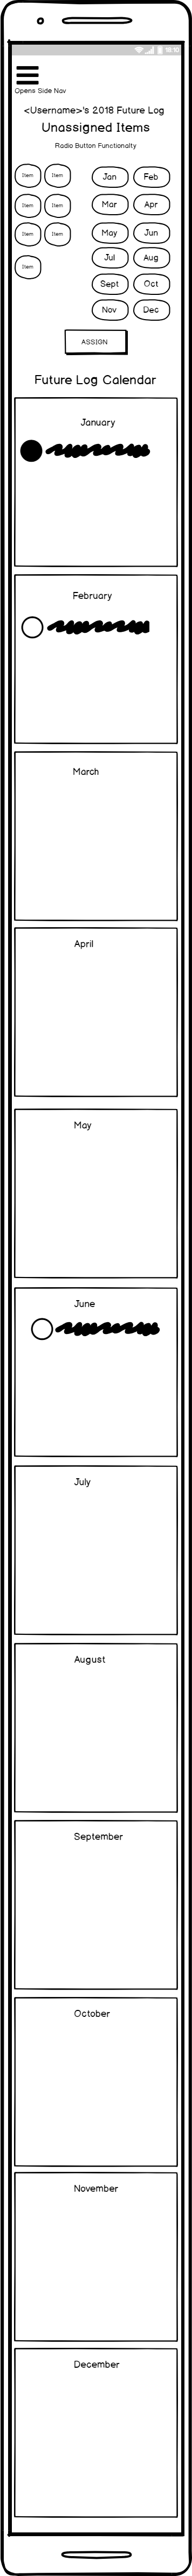 10:10
Opens Side Nav
<Username>'s 2018 Future Log
Unassigned Items
Radio Button Functionalty
Item Item Jan Feb
Item Item Mar Apr
Item Item May Jun
Item Jul Aug
Sept Oct
Nov Dec
ASSIGN
Future Log Calendar
January
February
March
April
May
June
July
August
September
October
November
December